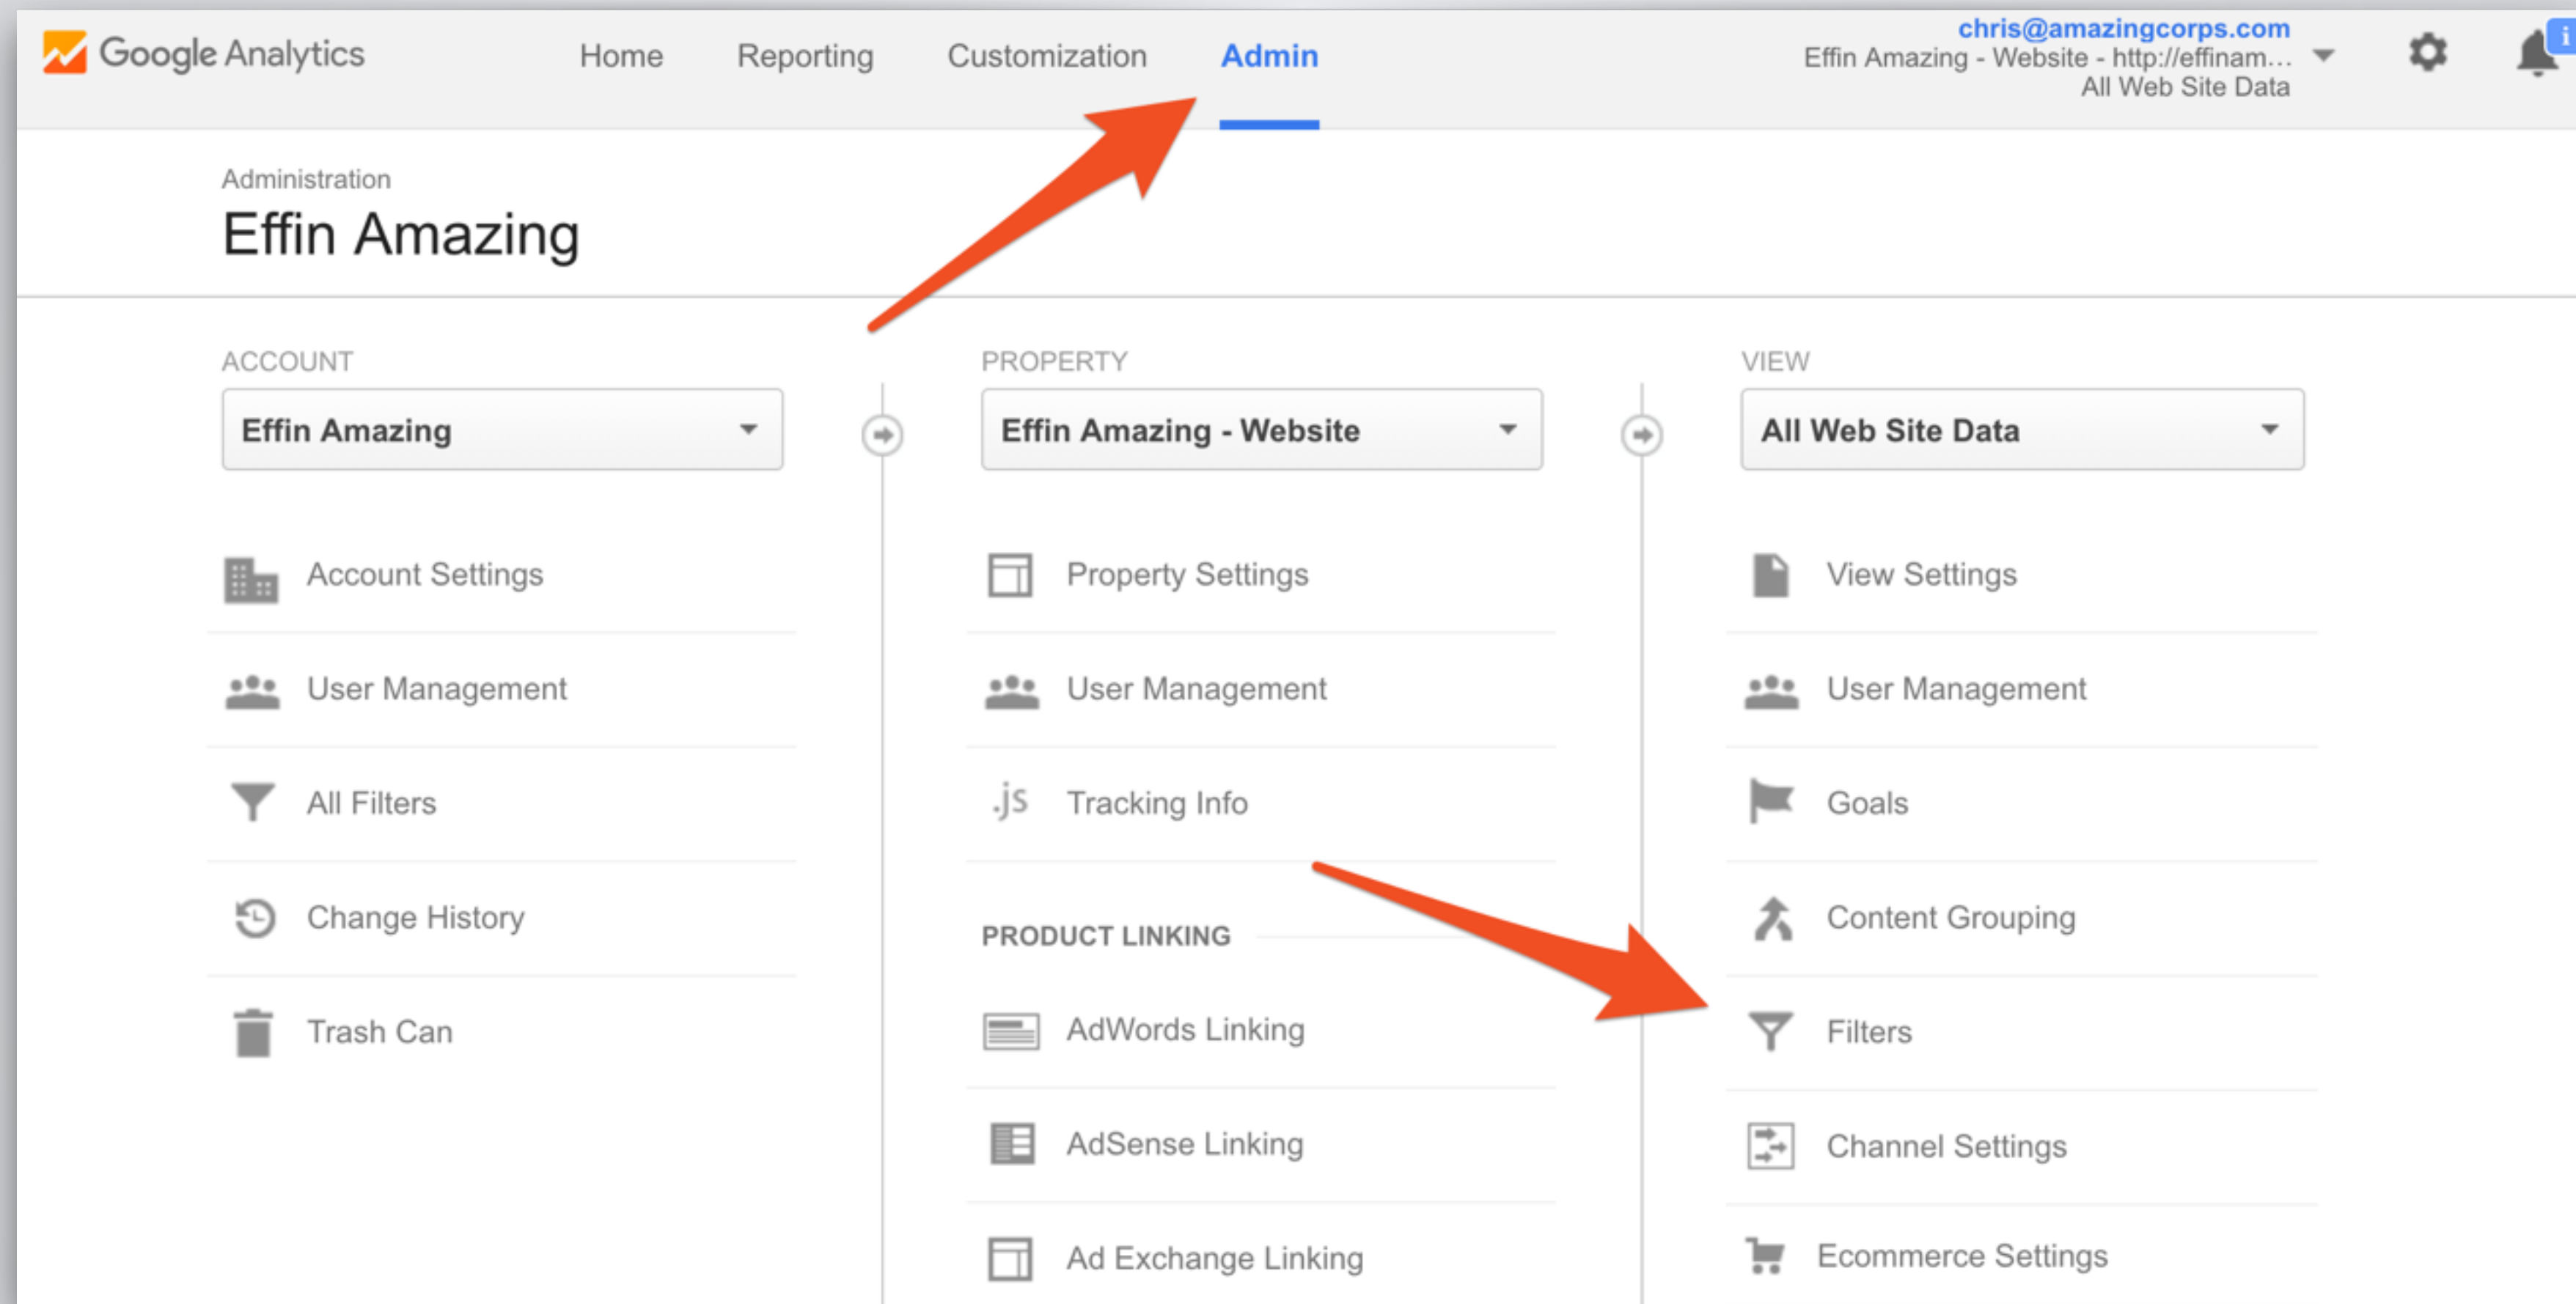 Google Analytics
Home
Reporting
Customization
Admin
chris@amazingcorps.com
Effin Amazing - Website - http://effinam...
All Web Site Data
i
Administration
Effin Amazing
ACCOUNT
Effin Amazing
Account Settings
User Management
All Filters
Change History
Trash Can
PROPERTY
Effin Amazing - Website
Property Settings
User Management
.js Tracking Info
PRODUCT LINKING
AdWords Linking
AdSense Linking
Ad Exchange Linking
VIEW
All Web Site Data
View Settings
User Management
Goals
Content Grouping
Filters
Channel Settings
Ecommerce Settings